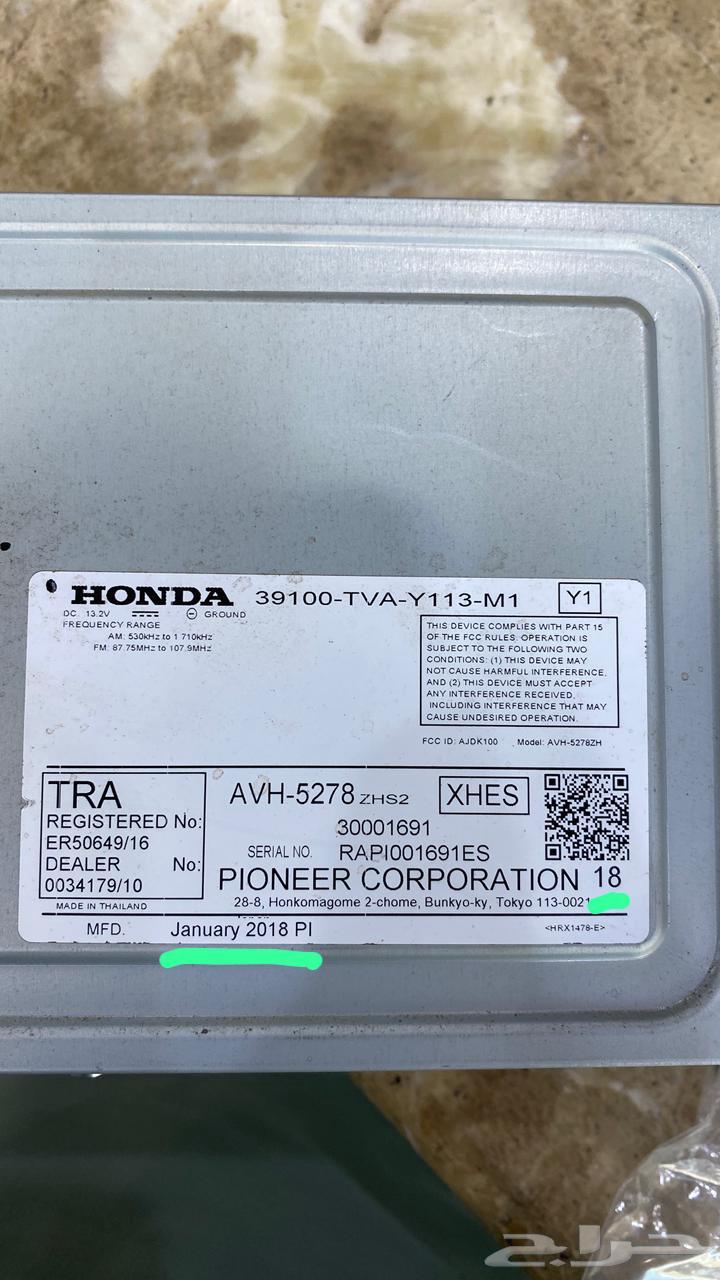 HONDA 39100-TVA-Y113-M1 Y1
DC. 13.2V GROUND
FREQUENCY RANGE
AM: 530kHz to 1 710kHz
FM: 87.75MHz to 107.9MHz
THIS DEVICE COMPLIES WITH PART 15
OF THE FCC RULES. OPERATION IS
SUBJECT TO THE FOLLOWING TWO
CONDITIONS: (1) THIS DEVICE MAY
NOT CAUSE HARMFUL INTERFERENCE,
AND (2) THIS DEVICE MUST ACCEPT
ANY INTERFERENCE RECEIVED,
INCLUDING INTERFERENCE THAT MAY
CAUSE UNDESIRED OPERATION.
FCC ID: AJDK100 Model: AVH-5278ZH
TRA
REGISTERED No:
ER50649/16
DEALER No:
0034179/10
MADE IN THAILAND
AVH-5278 ZHS2 XHES
30001691
SERIAL NO. RAPI001691ES
PIONEER CORPORATION 18
28-8, Honkomagome 2-chome, Bunkyo-ky, Tokyo 113-0021
MFD. January 2018 PI <HRX1478-E>
حراج